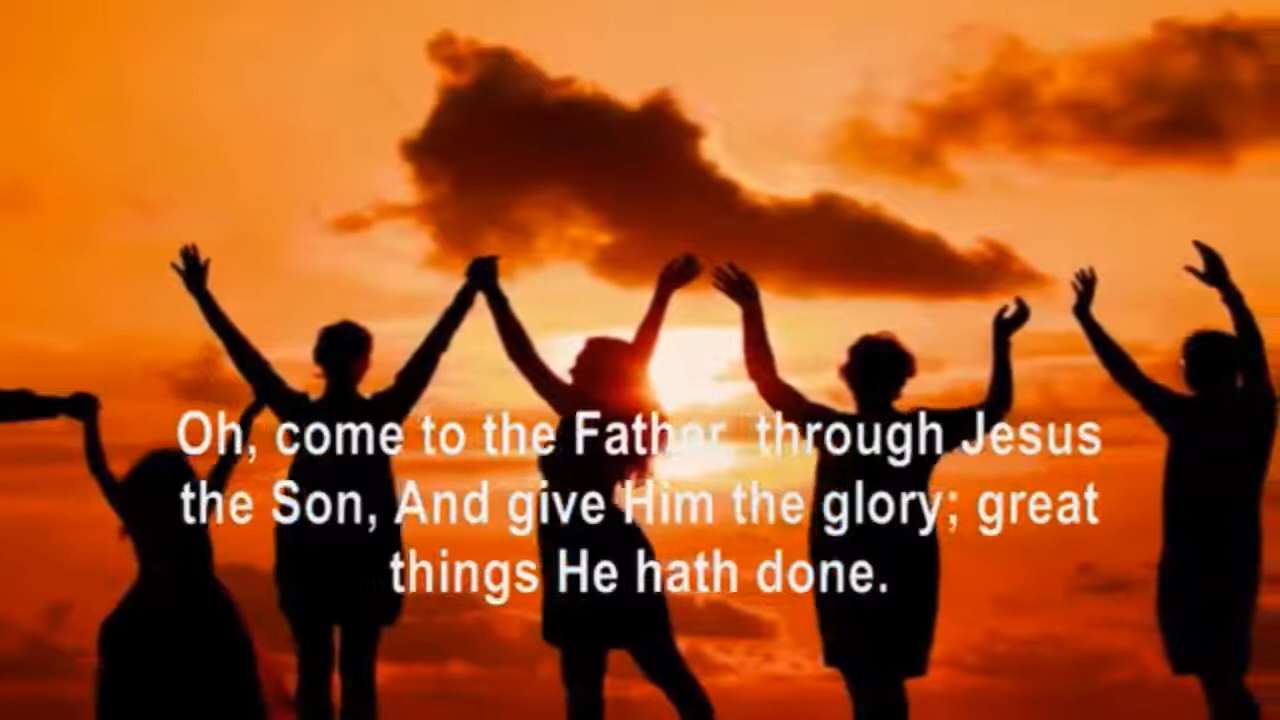 Oh, come to the Father, through Jesus
the Son, And give Him the glory; great
things He hath done.